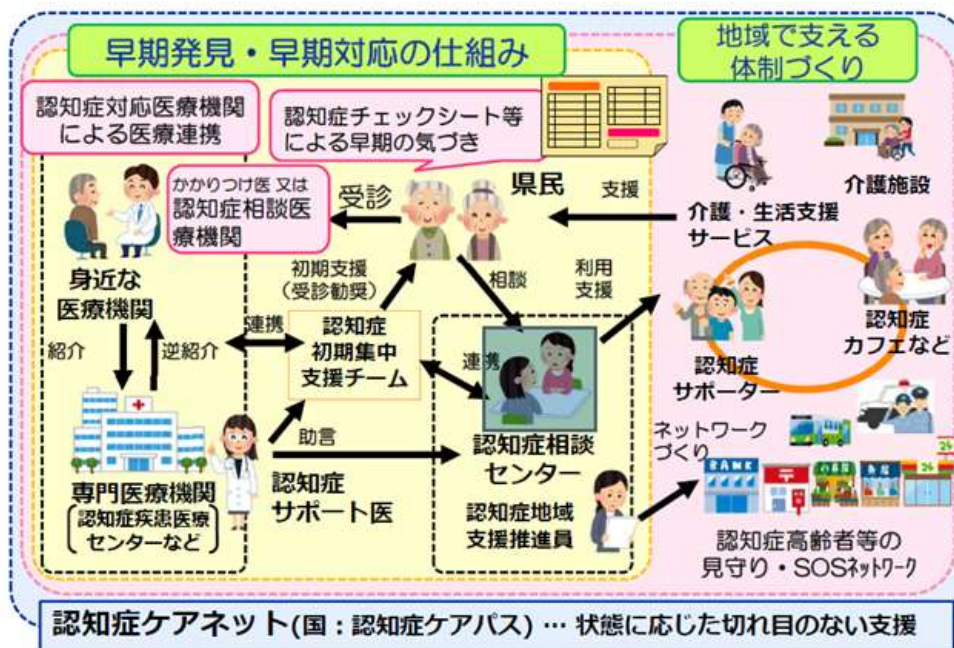 早期発見・早期対応の仕組み
地域で支える
体制づくり
認知症対応医療機関
による医療連携
認知症チェックシート等
による早期の気づき
かかりつけ医 又は
認知症相談医
療機関
受診
県民
支援
介護・生活支援
サービス
介護施設
身近な
医療機関
初期支援
(受診勧奨)
相談
利用
支援
紹介
逆紹介
連携
認知症
初期集中
支援チーム
連携
認知症
サポーター
認知症
カフェなど
助言
認知症相談
センター
ネットワーク
づくり
専門医療機関
認知症疾患医療
センターなど
認知症
サポート医
認知症地域
支援推進員
BANK
〒
24
認知症高齢者等の
見守り・SOSネットワーク
認知症ケアネット(国：認知症ケアパス) … 状態に応じた切れ目のない支援